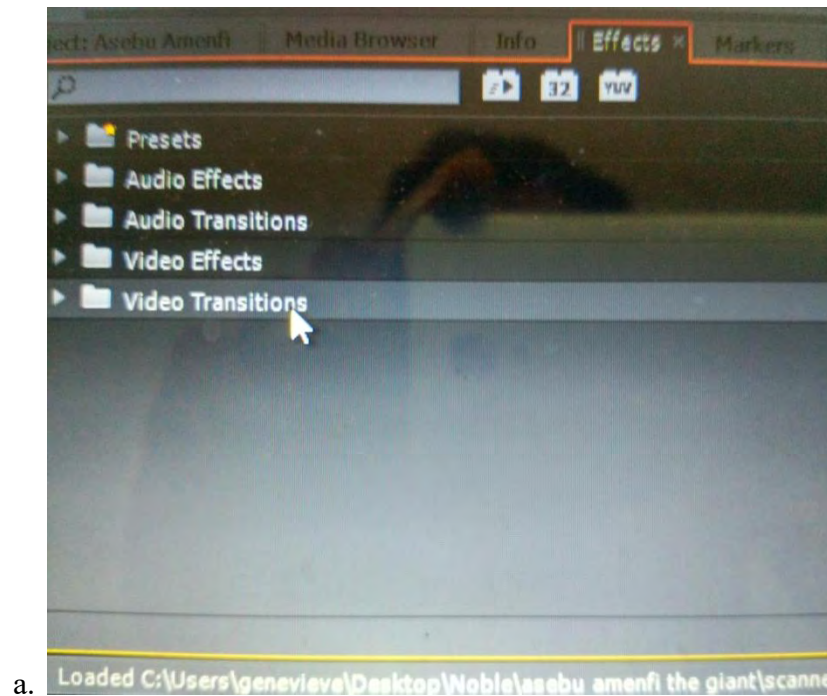 ject: Asebu Amenfi Media Browser Info Effects × Markers
32 YUV
Presets
Audio Effects
Audio Transitions
Video Effects
Video Transitions
a. Loaded C:\Users\genevieve\Desktop\Noble\asebu amenfi the giant\scanne